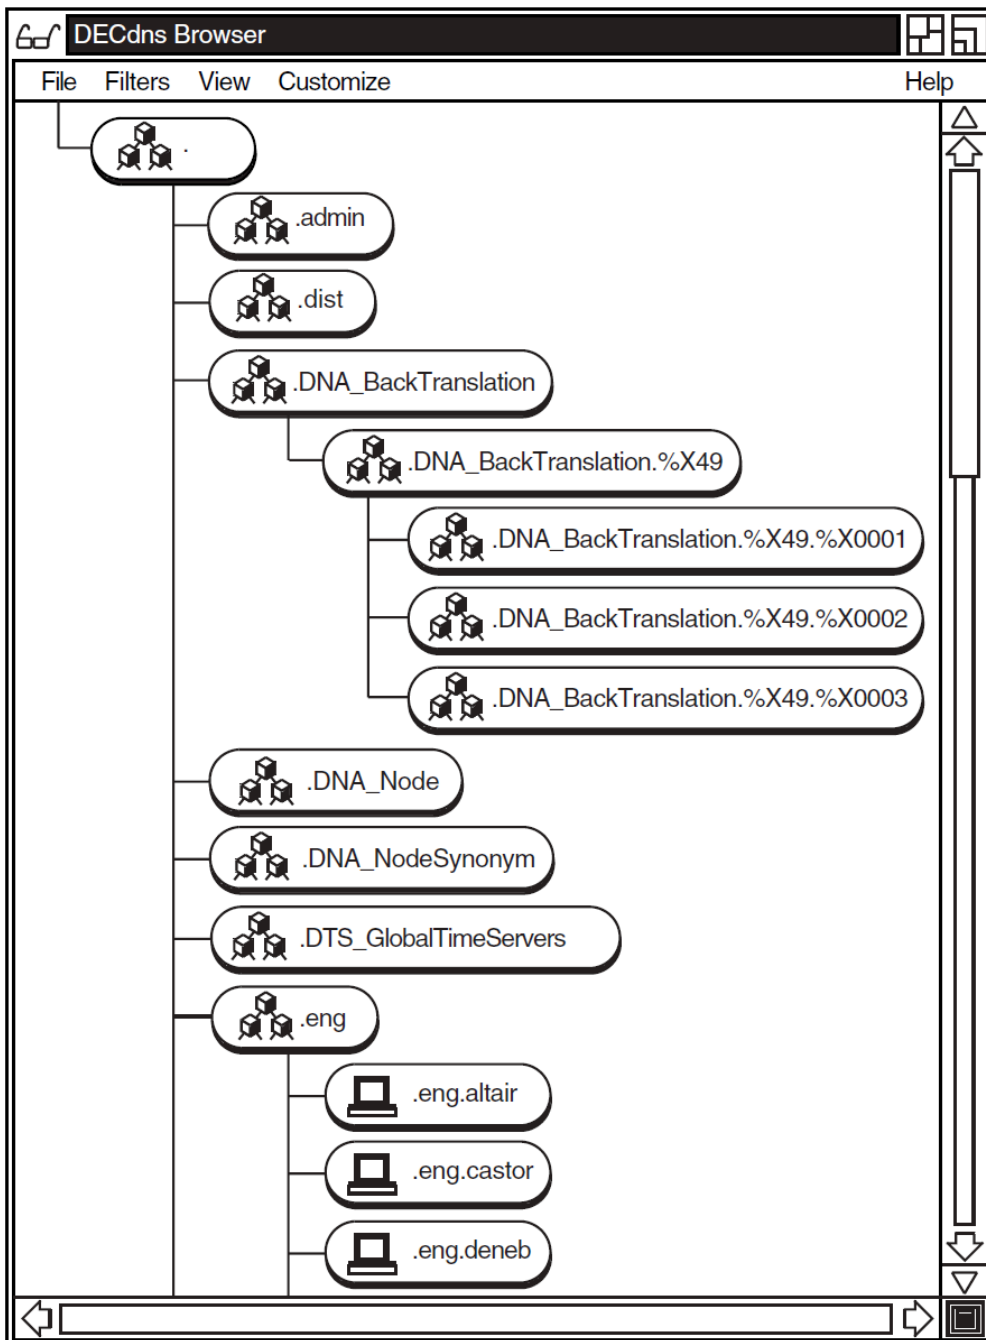 DECdns Browser
File Filters View Customize Help
.
.admin
.dist
.DNA_BackTranslation
.DNA_BackTranslation.%X49
.DNA_BackTranslation.%X49.%X0001
.DNA_BackTranslation.%X49.%X0002
.DNA_BackTranslation.%X49.%X0003
.DNA_Node
.DNA_NodeSynonym
.DTS_GlobalTimeServers
.eng
.eng.altair
.eng.castor
.eng.deneb